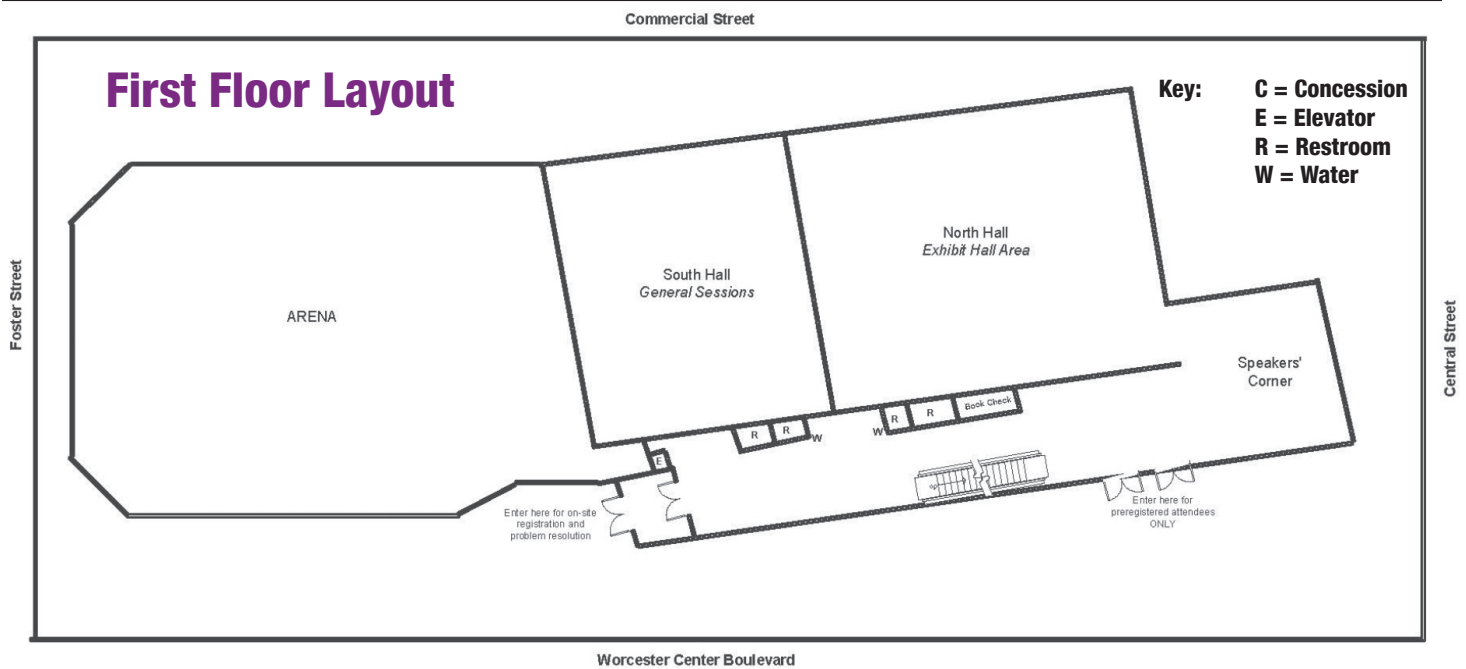 Commercial Street
First Floor Layout
Key:
C = Concession
E = Elevator
R = Restroom
W = Water
North Hall
Exhibit Hall Area
South Hall
General Sessions
ARENA
Foster Street
Central Street
Speakers'
Corner
Book Check
R
R
W
R
R
W
E
Enter here for on-site
registration and
problem resolution
Enter here for
preregistered attendees
ONLY
Worcester Center Boulevard